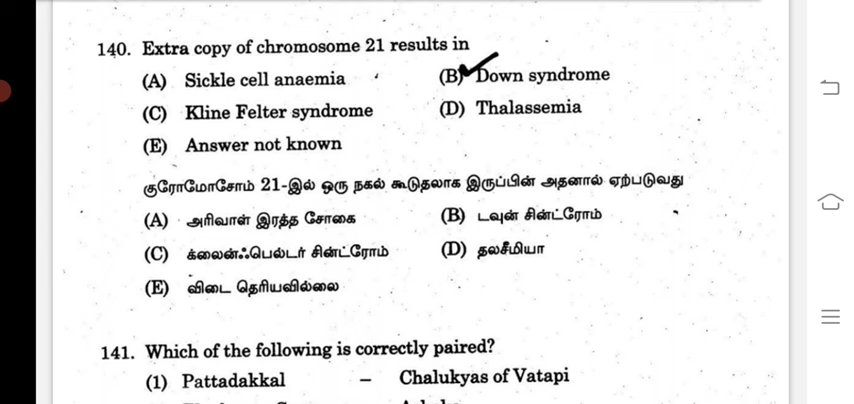 140. Extra copy of chromosome 21 results in
(A) Sickle cell anaemia (B) Down syndrome
(C) Kline Felter syndrome (D) Thalassemia
(E) Answer not known
குரோமோசோம் 21-இல் ஒரு நகல் கூடுதலாக இருப்பின் அதனால் ஏற்படுவது
(A) அரிவாள் இரத்த சோகை (B) டவுன் சின்ட்ரோம்
(C) க்லைன்ஃபெல்டர் சின்ட்ரோம் (D) தலசீமியா
(E) விடை தெரியவில்லை
141. Which of the following is correctly paired?
(1) Pattadakkal – Chalukyas of Vatapi